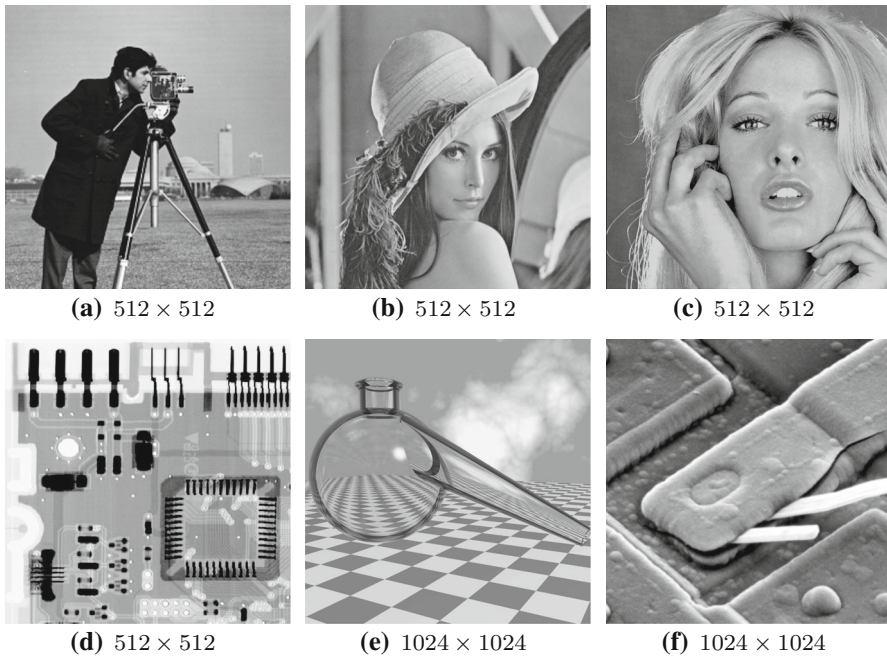 (a) 512 × 512
(b) 512 × 512
(c) 512 × 512
(d) 512 × 512
(e) 1024 × 1024
(f) 1024 × 1024